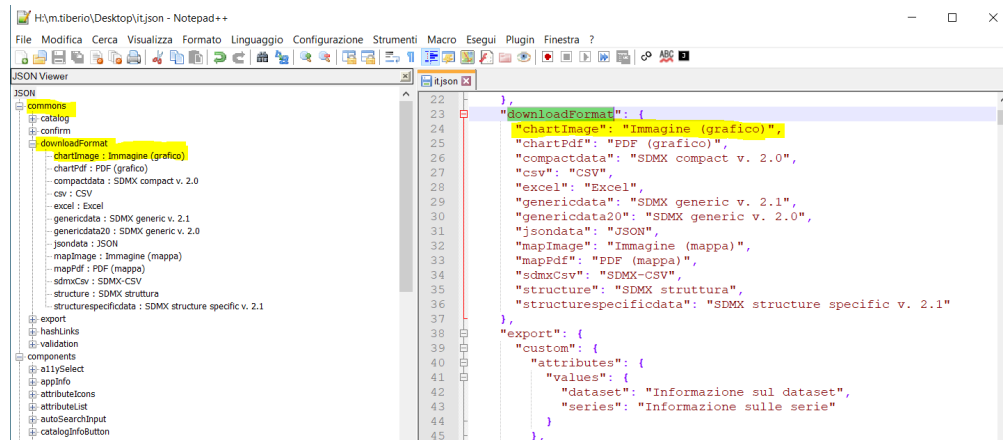 H:\m.tiberio\Desktop\it.json - Notepad++
File Modifica Cerca Visualizza Formato Linguaggio Configurazione Strumenti Macro Esegui Plugin Finestra ?
JSON Viewer
JSON
commons
catalog
confirm
downloadFormat
chartImage : Immagine (grafico)
chartPdf : PDF (grafico)
compactdata : SDMX compact v. 2.0
csv : CSV
excel : Excel
genericdata : SDMX generic v. 2.1
genericdata20 : SDMX generic v. 2.0
jsondata : JSON
mapImage : Immagine (mappa)
mapPdf : PDF (mappa)
sdmxCsv : SDMX-CSV
structure : SDMX struttura
structurespecificdata : SDMX structure specific v. 2.1
export
hashLinks
validation
components
a11ySelect
appInfo
attributeIcons
attributeList
autoSearchInput
catalogInfoButton
it.json
22 },
23 "downloadFormat": {
24 "chartImage": "Immagine (grafico)",
25 "chartPdf": "PDF (grafico)",
26 "compactdata": "SDMX compact v. 2.0",
27 "csv": "CSV",
28 "excel": "Excel",
29 "genericdata": "SDMX generic v. 2.1",
30 "genericdata20": "SDMX generic v. 2.0",
31 "jsondata": "JSON",
32 "mapImage": "Immagine (mappa)",
33 "mapPdf": "PDF (mappa)",
34 "sdmxCsv": "SDMX-CSV",
35 "structure": "SDMX struttura",
36 "structurespecificdata": "SDMX structure specific v. 2.1"
37 },
38 "export": {
39 "custom": {
40 "attributes": {
41 "values": {
42 "dataset": "Informazione sul dataset",
43 "series": "Informazione sulle serie"
44 }
45 },